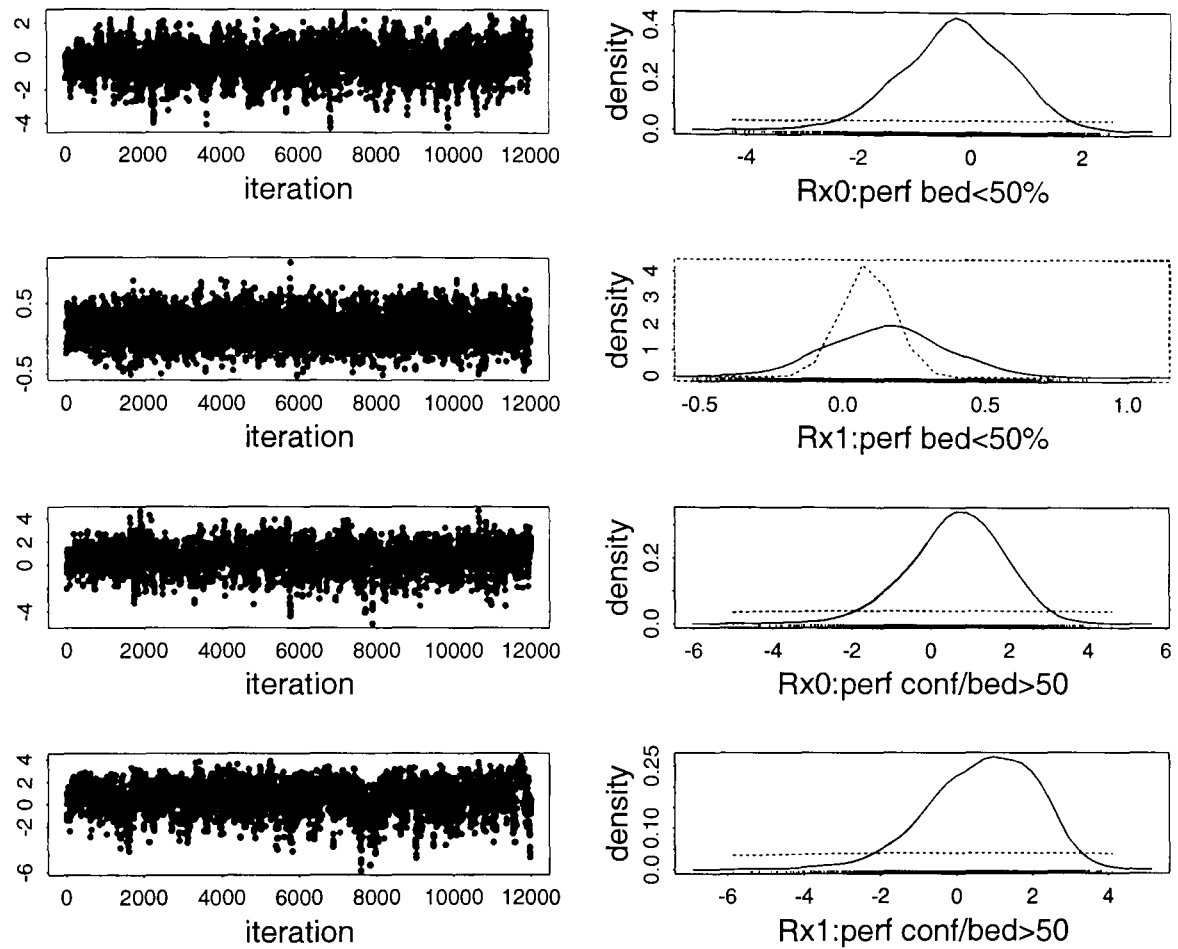 2
0
-2
-4
0 2000 4000 6000 8000 10000 12000
iteration
density
0.4
0.2
0.0
-4 -2 0 2
Rx0:perf bed<50%
0.5
-0.5
0 2000 4000 6000 8000 10000 12000
iteration
density
4
3
2
1
0
-0.5 0.0 0.5 1.0
Rx1:perf bed<50%
4
2
0
-4
0 2000 4000 6000 8000 10000 12000
iteration
density
0.2
0.0
-6 -4 -2 0 2 4 6
Rx0:perf conf/bed>50
4
2
0
-2
-6
0 2000 4000 6000 8000 10000 12000
iteration
density
0.25
0.10
0.0
-6 -4 -2 0 2 4
Rx1:perf conf/bed>50